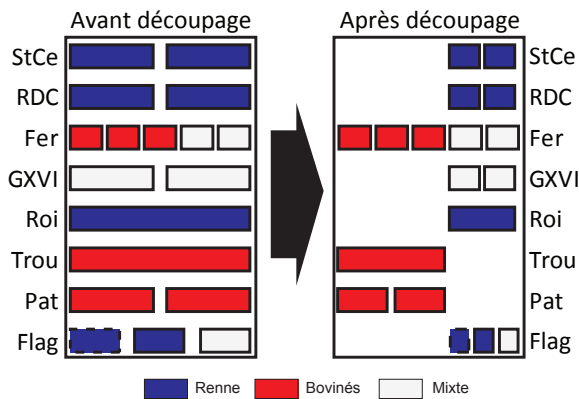 Avant découpage Après découpage
StCe StCe
RDC RDC
Fer Fer
GXVI GXVI
Roi Roi
Trou Trou
Pat Pat
Flag Flag
Renne Bovinés Mixte